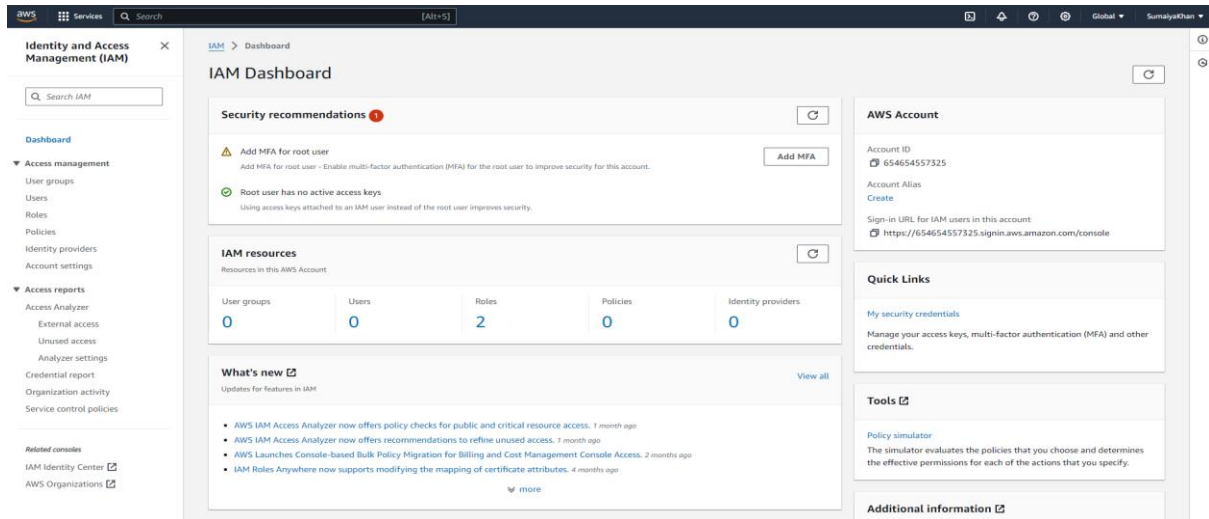 aws
Services
Search
[Alt+S]
Global
SumaiyaKhan
Identity and Access
Management (IAM)
Search IAM
Dashboard
Access management
User groups
Users
Roles
Policies
Identity providers
Account settings
Access reports
Access Analyzer
External access
Unused access
Analyzer settings
Credential report
Organization activity
Service control policies
Related consoles
IAM Identity Center
AWS Organizations
IAM > Dashboard
IAM Dashboard
Security recommendations 1
Add MFA for root user
Add MFA for root user - Enable multi-factor authentication (MFA) for the root user to improve security for this account.
Add MFA
Root user has no active access keys
Using access keys attached to an IAM user instead of the root user improves security.
IAM resources
Resources in this AWS Account
User groups
0
Users
0
Roles
2
Policies
0
Identity providers
0
What's new
View all
Updates for features in IAM
AWS IAM Access Analyzer now offers policy checks for public and critical resource access. 1 month ago
AWS IAM Access Analyzer now offers recommendations to refine unused access. 1 month ago
AWS Launches Console-based Bulk Policy Migration for Billing and Cost Management Console Access. 2 months ago
IAM Roles Anywhere now supports modifying the mapping of certificate attributes. 4 months ago
more
AWS Account
Account ID
654654557325
Account Alias
Create
Sign-in URL for IAM users in this account
https://654654557325.signin.aws.amazon.com/console
Quick Links
My security credentials
Manage your access keys, multi-factor authentication (MFA) and other
credentials.
Tools
Policy simulator
The simulator evaluates the policies that you choose and determines
the effective permissions for each of the actions that you specify.
Additional information